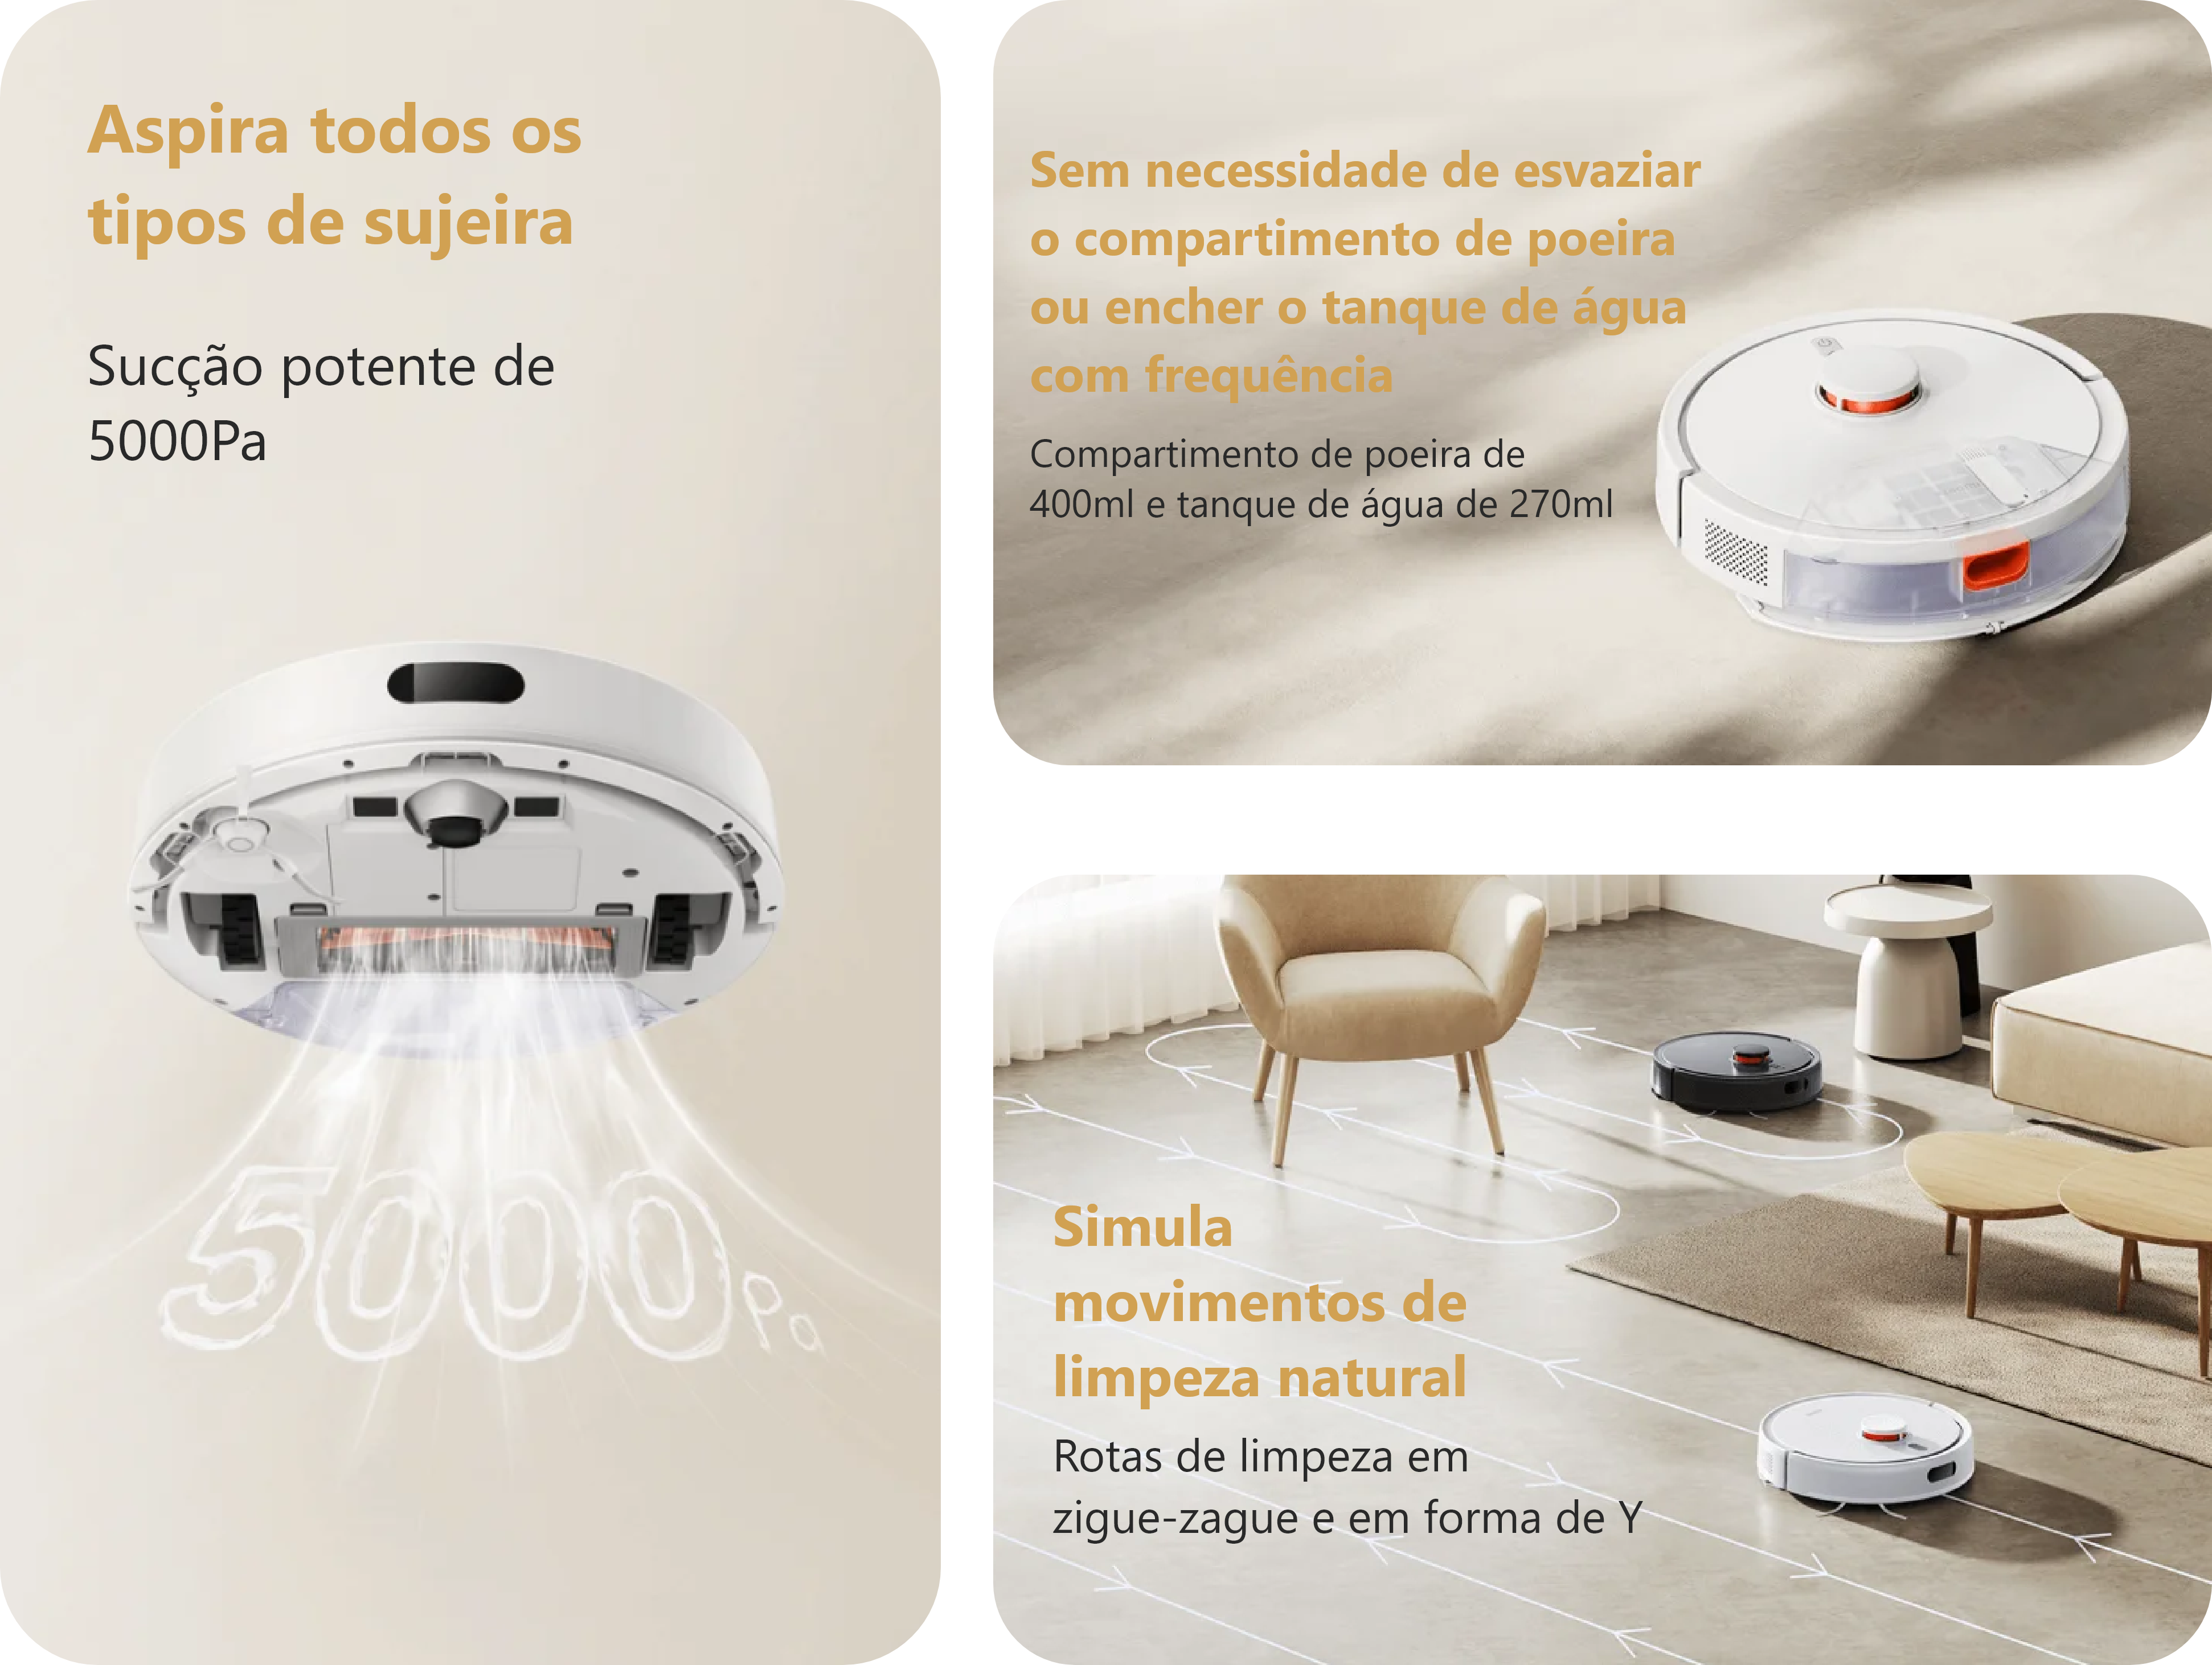 Aspira todos os
tipos de sujeira
Sucção potente de
5000Pa
5000Pa
Sem necessidade de esvaziar
o compartimento de poeira
ou encher o tanque de água
com frequência
Compartimento de poeira de
400ml e tanque de água de 270ml
Simula
movimentos de
limpeza natural
Rotas de limpeza em
zigue-zague e em forma de Y